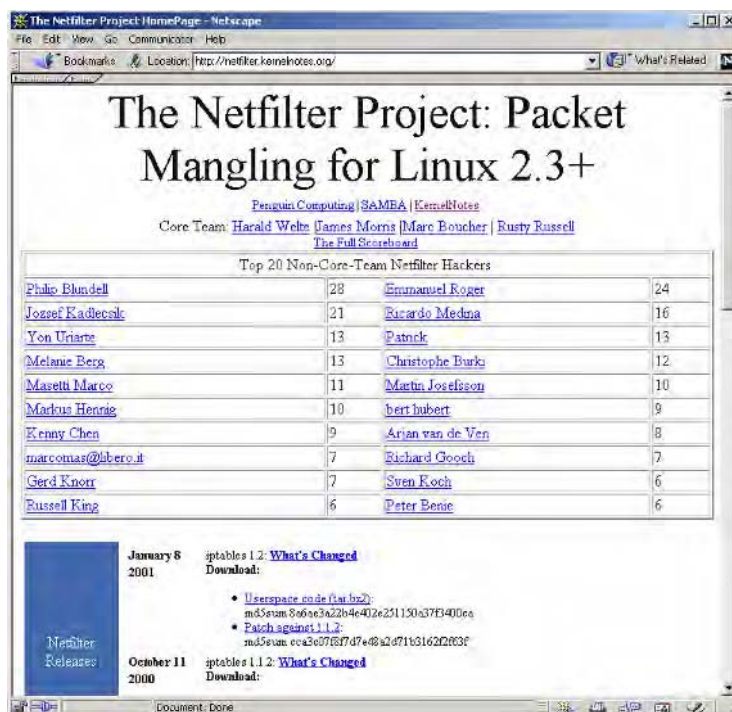 The Netfilter Project HomePage - Netscape
File Edit View Go Communicator Help
Bookmarks Location: http://netfilter.kernelnotes.org/ What's Related
The Netfilter Project: Packet
Mangling for Linux 2.3+
Penguin Computing | SAMBA | KernelNotes
Core Team: Harald Welte |James Morris |Marc Boucher | Rusty Russell
The Full Scoreboard
Top 20 Non-Core-Team Netfilter Hackers
Philip Blundell 28 Emmanuel Roger 24
Jozsef Kadlecsik 21 Ricardo Medina 16
Yon Uriarte 13 Patrick 13
Melanie Berg 13 Christophe Burki 12
Masetti Marco 11 Martin Josefsson 10
Markus Hennig 10 bert hubert 9
Kenny Chen 9 Arjan van de Ven 8
marcomas@libero.it 7 Richard Gooch 7
Gerd Knorr 7 Sven Koch 6
Russell King 6 Peter Benie 6
Netfilter
Releases
January 8
2001
iptables 1.2: What's Changed
Download:
Userspace code (tar.bz2):
md5sum
Patch against 1.1.2:
md5sum
October 11
2000
iptables 1.1.2: What's Changed
Download:
Document: Done